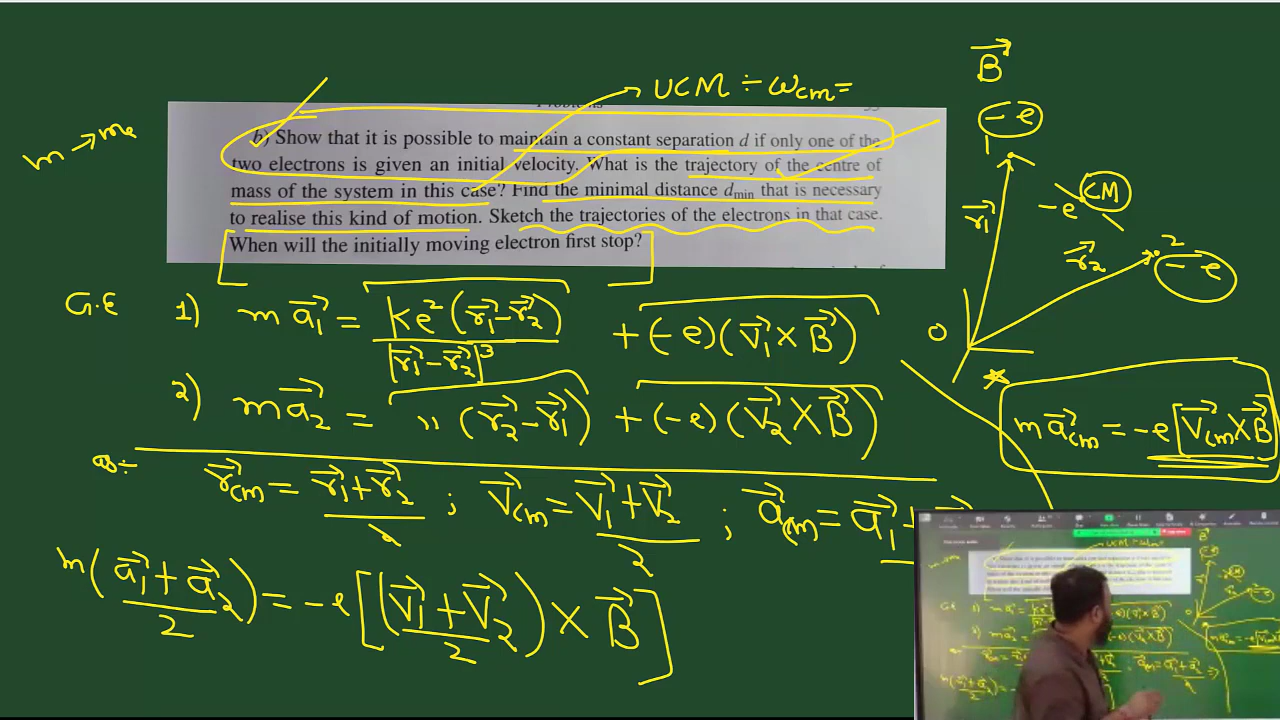 B⃗
UCM ÷ ωcm=
m → me
b) Show that it is possible to maintain a constant separation d if only one of the
two electrons is given an initial velocity. What is the trajectory of the centre of
mass of the system in this case? Find the minimal distance dmin that is necessary
to realise this kind of motion. Sketch the trajectories of the electrons in that case.
When will the initially moving electron first stop?
-e
1
CM
-e
r⃗1
r⃗2
2
-e
O
G.E 1) m a⃗1 = ke² (r⃗1 - r⃗2) / |r⃗1 - r⃗2|³ + (-e)(v⃗1 × B⃗)
2) m a⃗2 = " (r⃗2 - r⃗1) + (-e)(v⃗2 × B⃗)
m a⃗cm = -e [v⃗cm × B⃗]
r⃗cm = r⃗1 + r⃗2 / 2 ; v⃗cm = v⃗1 + v⃗2 / 2 ; a⃗cm = a⃗1 +
m (a⃗1 + a⃗2 / 2) = -e [(v⃗1 + v⃗2 / 2) × B⃗]